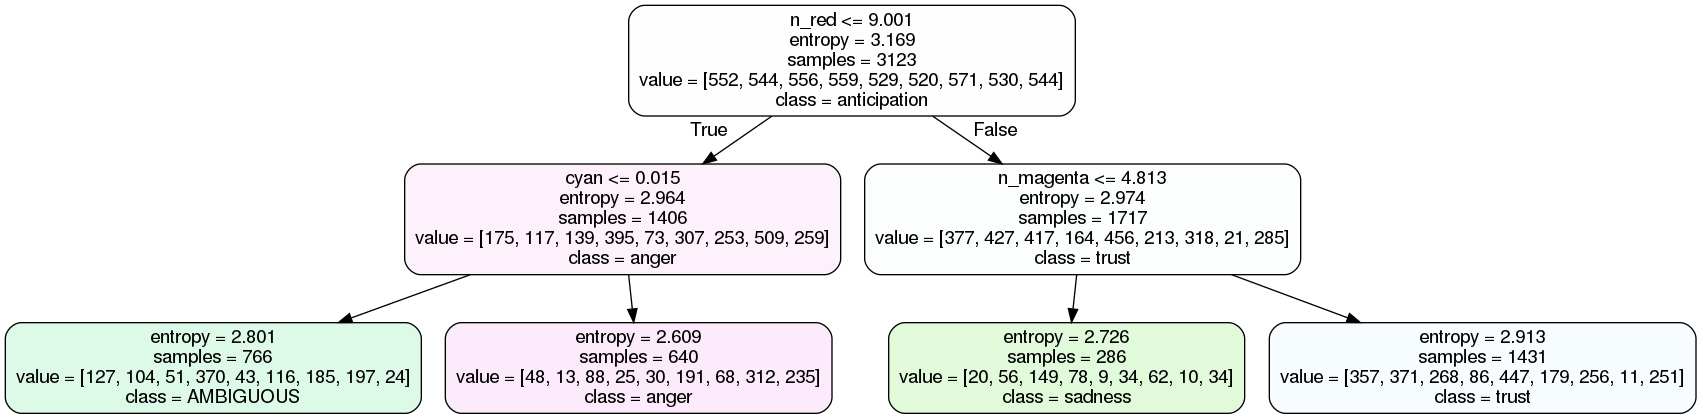 n_red <= 9.001
entropy = 3.169
samples = 3123
value = [552, 544, 556, 559, 529, 520, 571, 530, 544]
class = anticipation
True
False
cyan <= 0.015
entropy = 2.964
samples = 1406
value = [175, 117, 139, 395, 73, 307, 253, 509, 259]
class = anger
n_magenta <= 4.813
entropy = 2.974
samples = 1717
value = [377, 427, 417, 164, 456, 213, 318, 21, 285]
class = trust
entropy = 2.801
samples = 766
value = [127, 104, 51, 370, 43, 116, 185, 197, 24]
class = AMBIGUOUS
entropy = 2.609
samples = 640
value = [48, 13, 88, 25, 30, 191, 68, 312, 235]
class = anger
entropy = 2.726
samples = 286
value = [20, 56, 149, 78, 9, 34, 62, 10, 34]
class = sadness
entropy = 2.913
samples = 1431
value = [357, 371, 268, 86, 447, 179, 256, 11, 251]
class = trust